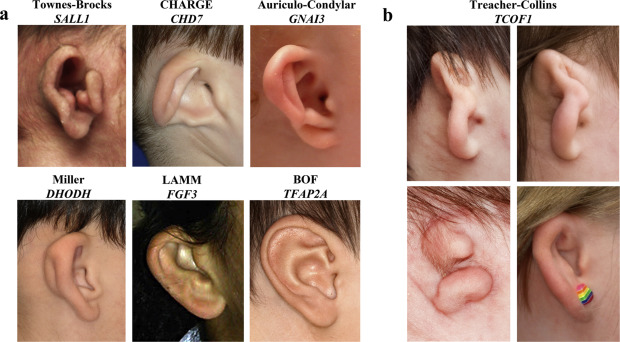 a
Townes-Brocks
SALL1
CHARGE
CHD7
Auriculo-Condylar
GNAI3
Miller
DHODH
LAMM
FGF3
BOF
TFAP2A
b
Treacher-Collins
TCOF1